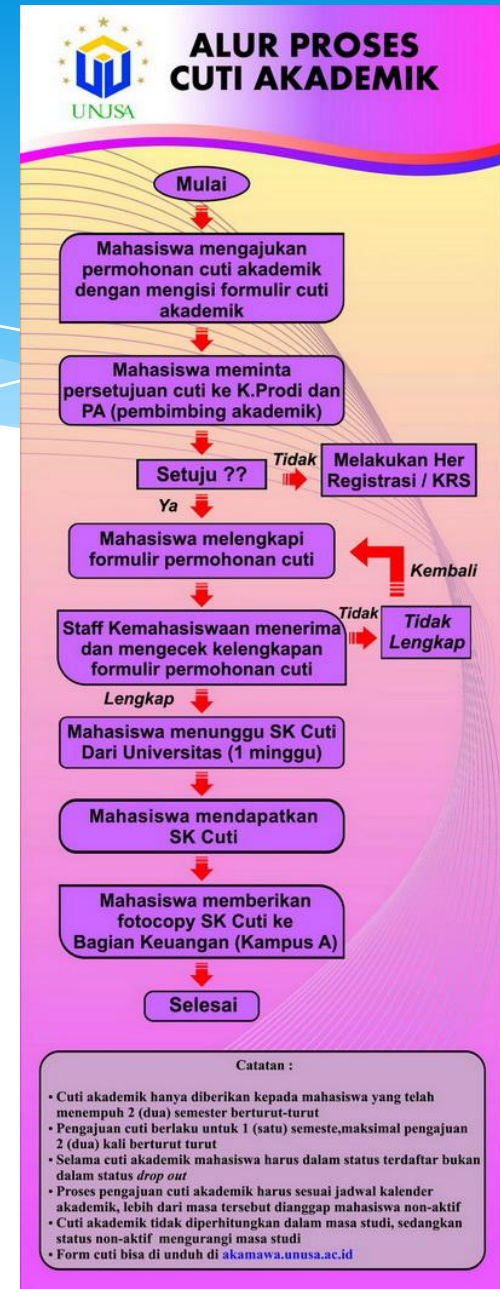 UNUSA
ALUR PROSES
CUTI AKADEMIK
Mulai
Mahasiswa mengajukan
permohonan cuti akademik
dengan mengisi formulir cuti
akademik
Mahasiswa meminta
persetujuan cuti ke K.Prodi dan
PA (pembimbing akademik)
Setuju ??
Tidak
Melakukan Her
Registrasi / KRS
Ya
Mahasiswa melengkapi
formulir permohonan cuti
Kembali
Staff Kemahasiswaan menerima
dan mengecek kelengkapan
formulir permohonan cuti
Tidak
Tidak
Lengkap
Lengkap
Mahasiswa menunggu SK Cuti
Dari Universitas (1 minggu)
Mahasiswa mendapatkan
SK Cuti
Mahasiswa memberikan
fotocopy SK Cuti ke
Bagian Keuangan (Kampus A)
Selesai
Catatan :
• Cuti akademik hanya diberikan kepada mahasiswa yang telah
menempuh 2 (dua) semester berturut-turut
• Pengajuan cuti berlaku untuk 1 (satu) semeste,maksimal pengajuan
2 (dua) kali berturut turut
• Selama cuti akademik mahasiswa harus dalam status terdaftar bukan
dalam status drop out
• Proses pengajuan cuti akademik harus sesuai jadwal kalender
akademik, lebih dari masa tersebut dianggap mahasiswa non-aktif
• Cuti akademik tidak diperhitungkan dalam masa studi, sedangkan
status non-aktif mengurangi masa studi
• Form cuti bisa di unduh di akamawa.unusa.ac.id